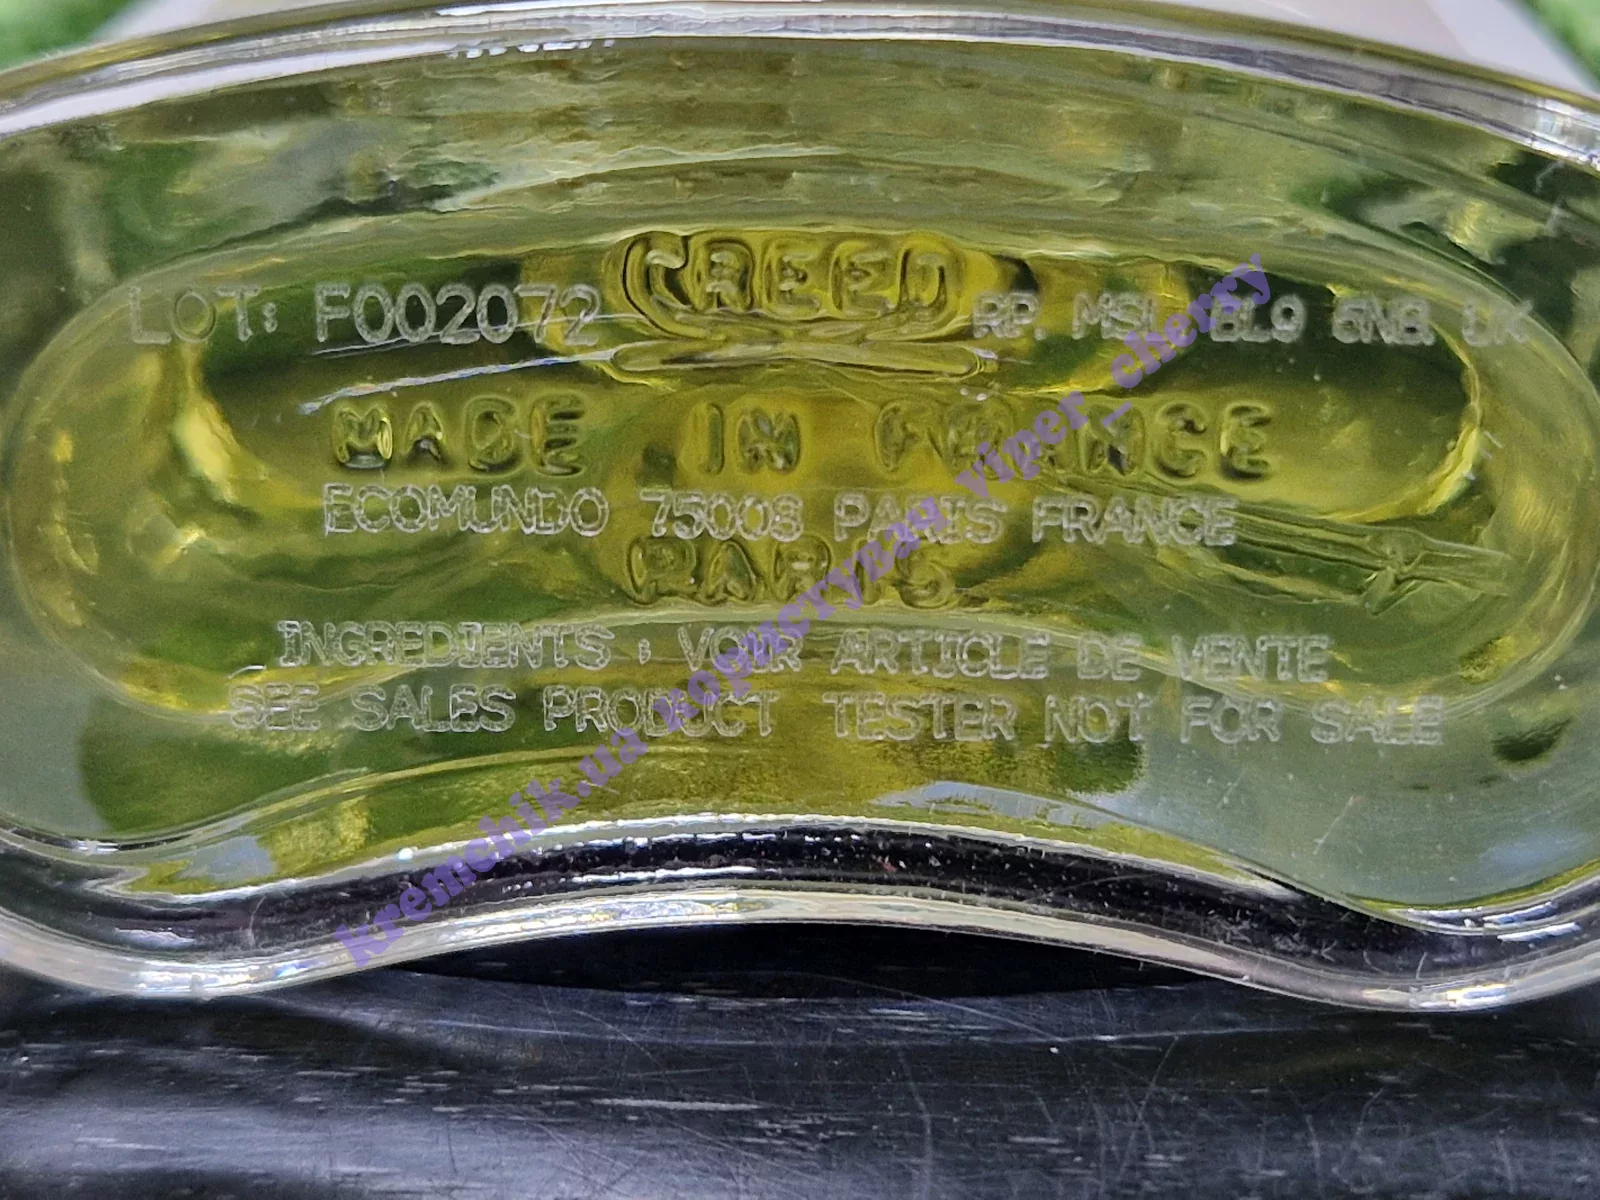 CREED
LOT: F002072 RP. MSL SL9 6NB UK
MADE IN FRANCE
ECOMUNDO 75008 PARIS FRANCE
PARIS
INGREDIENTS : VOIR ARTICLE DE VENTE
SEE SALES PRODUCT TESTER NOT FOR SALE
kremchik.ua користувач viper_cherry